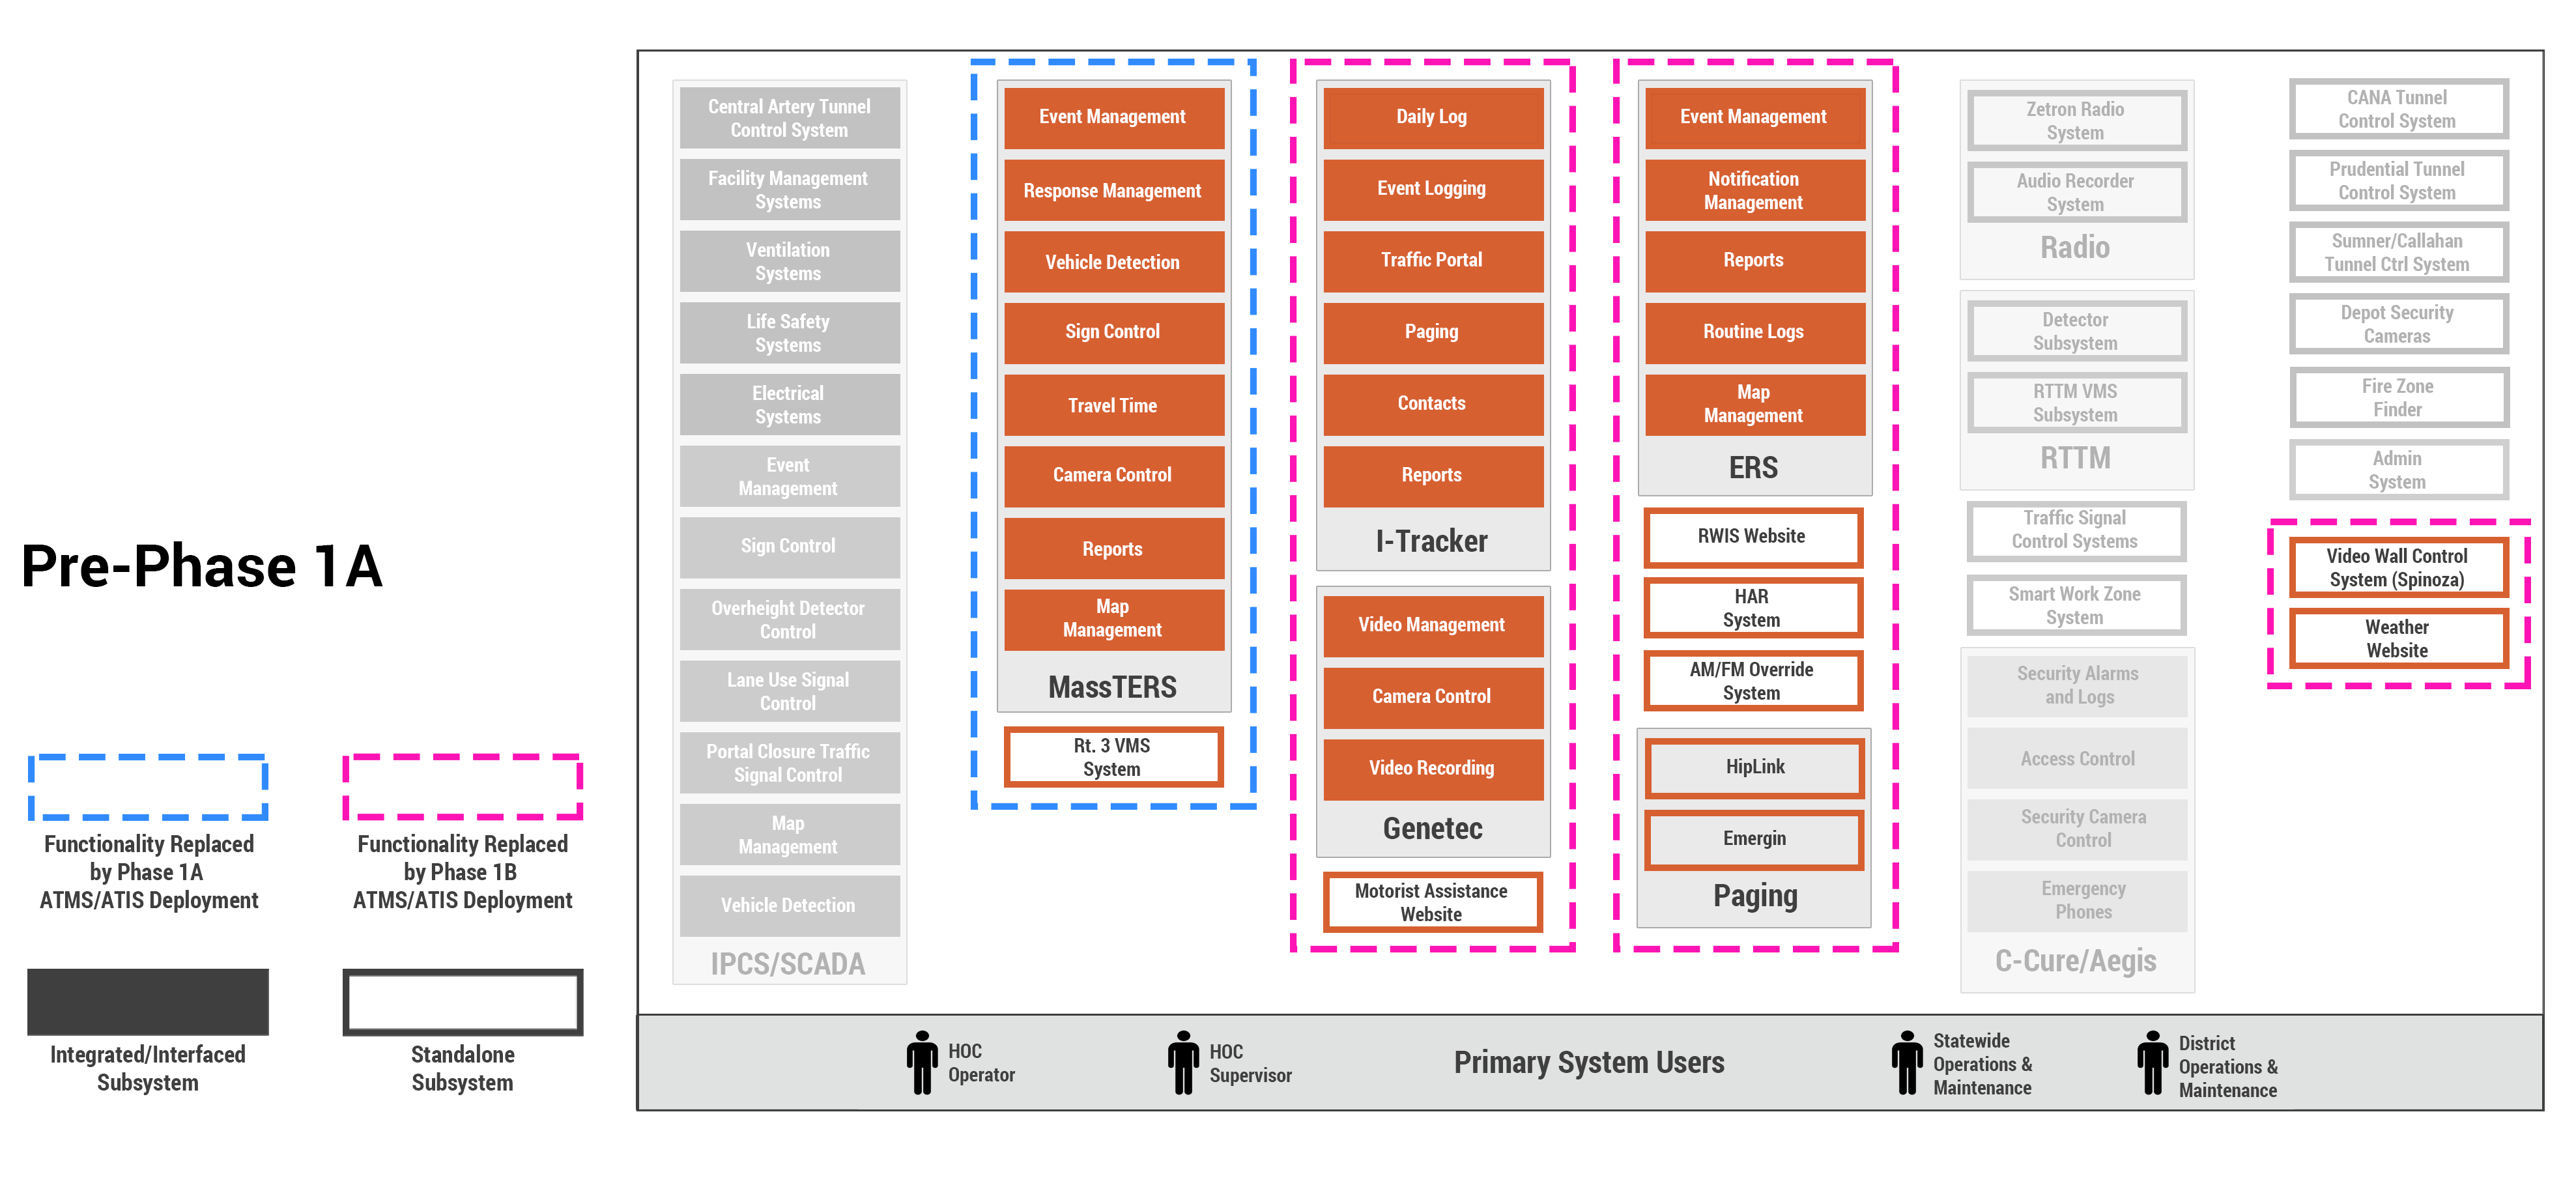 Pre-Phase 1A
Functionality Replaced
by Phase 1A
ATMS/ATIS Deployment
Functionality Replaced
by Phase 1B
ATMS/ATIS Deployment
Integrated/Interfaced
Subsystem
Standalone
Subsystem
Central Artery Tunnel
Control System
Facility Management
Systems
Ventilation
Systems
Life Safety
Systems
Electrical
Systems
Event
Management
Sign Control
Overheight Detector
Control
Lane Use Signal
Control
Portal Closure Traffic
Signal Control
Map
Management
Vehicle Detection
IPCS/SCADA
Event Management
Response Management
Vehicle Detection
Sign Control
Travel Time
Camera Control
Reports
Map
Management
MassTERS
Rt. 3 VMS
System
Daily Log
Event Logging
Traffic Portal
Paging
Contacts
Reports
I-Tracker
Video Management
Camera Control
Video Recording
Genetec
Motorist Assistance
Website
Event Management
Notification
Management
Reports
Routine Logs
Map
Management
ERS
RWIS Website
HAR
System
AM/FM Override
System
HipLink
Emergin
Paging
Zetron Radio
System
Audio Recorder
System
Radio
Detector
Subsystem
RTTM VMS
Subsystem
RTTM
Traffic Signal
Control Systems
Smart Work Zone
System
Security Alarms
and Logs
Access Control
Security Camera
Control
Emergency
Phones
C-Cure/Aegis
CANA Tunnel
Control System
Prudential Tunnel
Control System
Sumner/Callahan
Tunnel Ctrl System
Depot Security
Cameras
Fire Zone
Finder
Admin
System
Video Wall Control
System (Spinoza)
Weather
Website
HOC
Operator
HOC
Supervisor
Primary System Users
Statewide
Operations &
Maintenance
District
Operations &
Maintenance